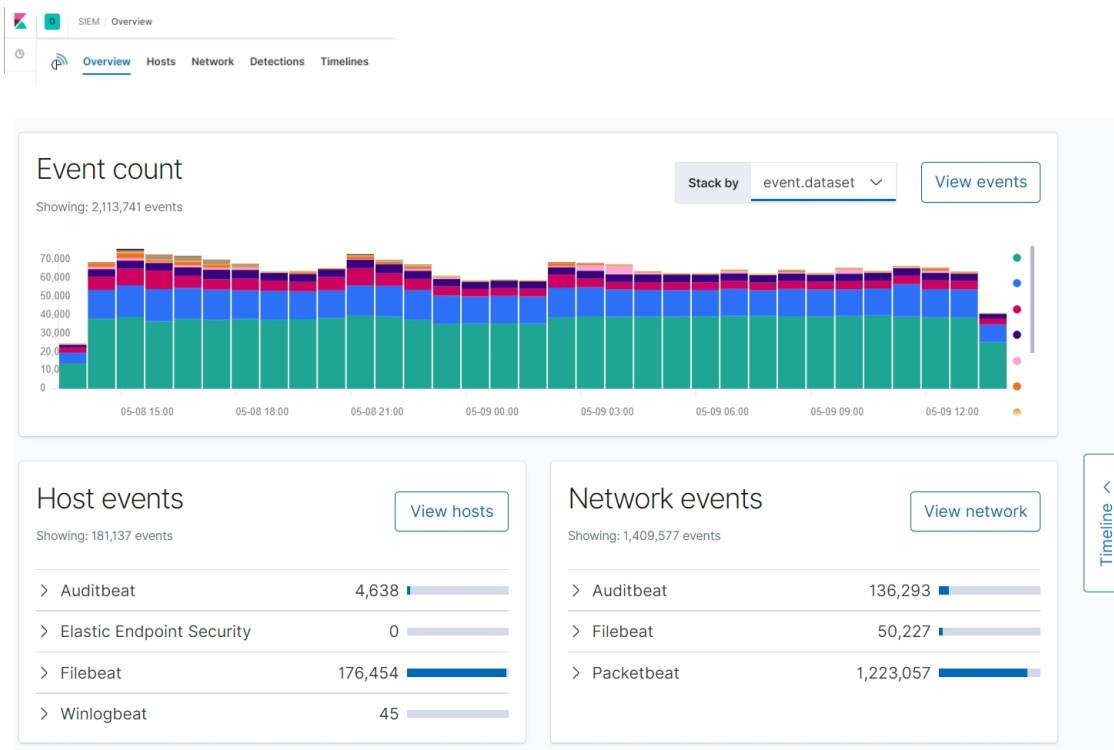 D SIEM / Overview
Overview Hosts Network Detections Timelines
Event count
Stack by event.dataset View events
Showing: 2,113,741 events
70,000
60,000
50,000
40,000
30,000
20,0
10,0
0
05-08 15:00 05-08 18:00 05-08 21:00 05-09 00:00 05-09 03:00 05-09 06:00 05-09 09:00 05-09 12:00
Host events
View hosts
Showing: 181,137 events
Auditbeat 4,638
Elastic Endpoint Security 0
Filebeat 176,454
Winlogbeat 45
Network events
View network
Showing: 1,409,577 events
Auditbeat 136,293
Filebeat 50,227
Packetbeat 1,223,057
Timeline